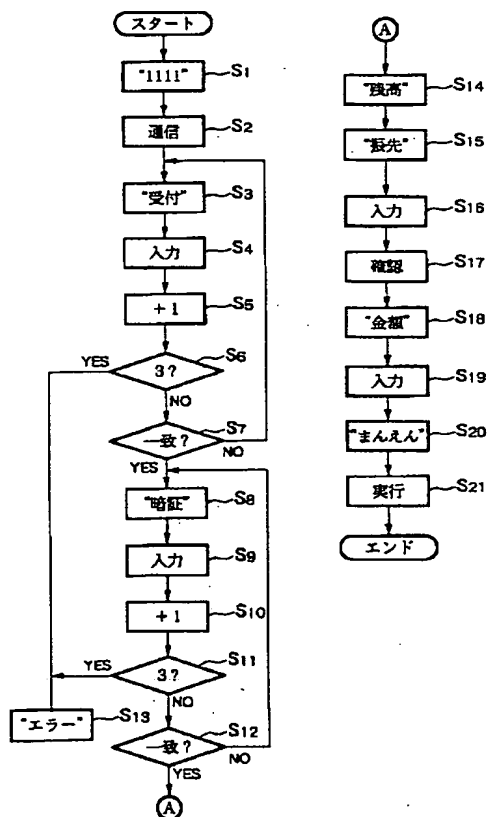 スタート
"1111" S1
通信 S2
"受付" S3
入力 S4
+1 S5
3? S6
YES
NO
一致? S7
YES NO
"暗証" S8
入力 S9
+1 S10
3? S11
YES
NO
"エラー" S13
一致? S12
NO
YES
A
A
"残高" S14
"振先" S15
入力 S16
確認 S17
"金額" S18
入力 S19
"まんえん" S20
実行 S21
エンド